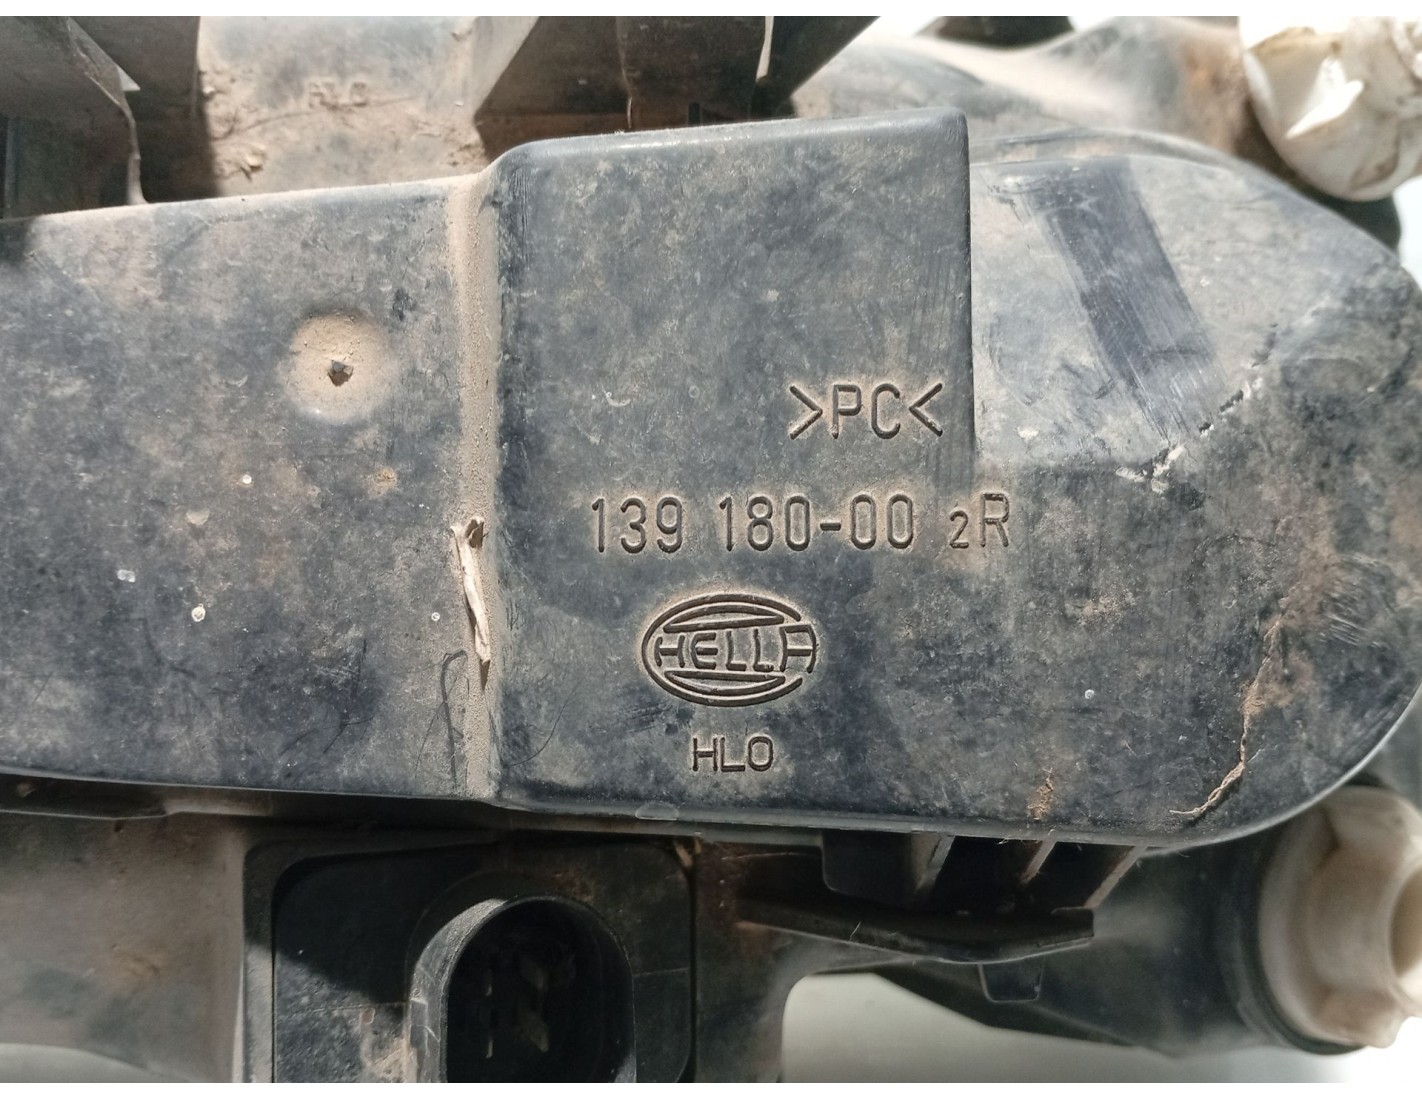 >PC<
139 180-00 2R
HELLA
HLO